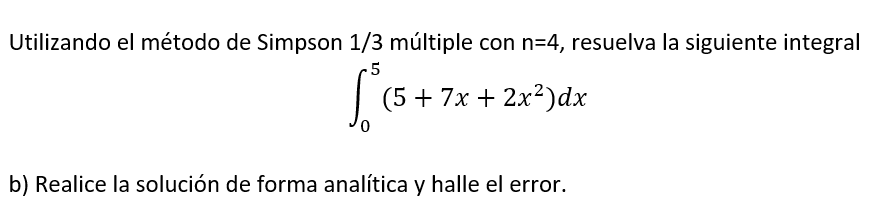 Utilizando el método de Simpson 1/3 múltiple con n=4, resuelva la siguiente integral
∫₀⁵ (5 + 7x + 2x²)dx
b) Realice la solución de forma analítica y halle el error.